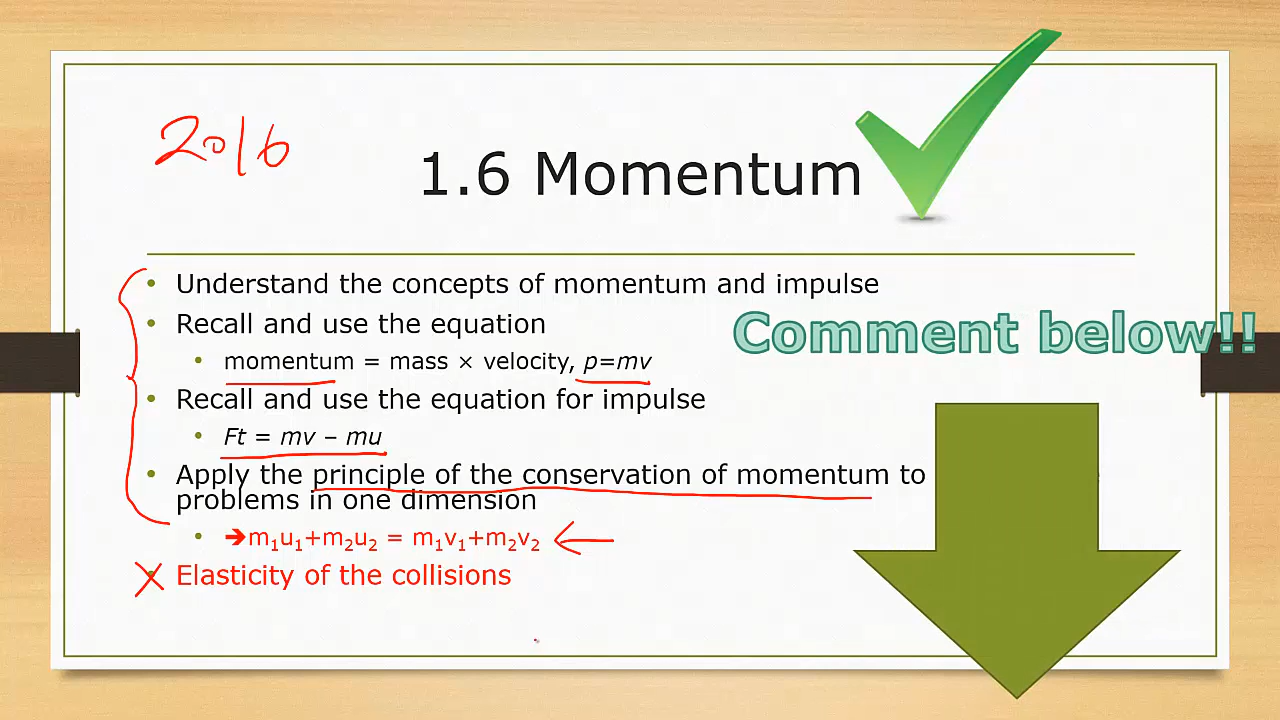 2016
1.6 Momentum
• Understand the concepts of momentum and impulse
• Recall and use the equation
• momentum = mass × velocity, p=mv
• Recall and use the equation for impulse
• Ft = mv – mu
• Apply the principle of the conservation of momentum to
problems in one dimension
• ➔m₁u₁+m₂u₂ = m₁v₁+m₂v₂
• Elasticity of the collisions
Comment below!!